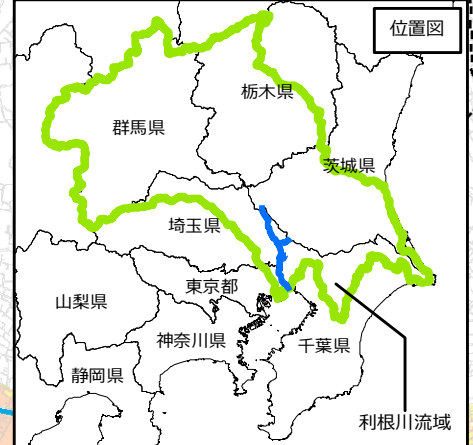 位置図
栃木県
群馬県
茨城県
埼玉県
東京都
山梨県
神奈川県
千葉県
静岡県
利根川流域